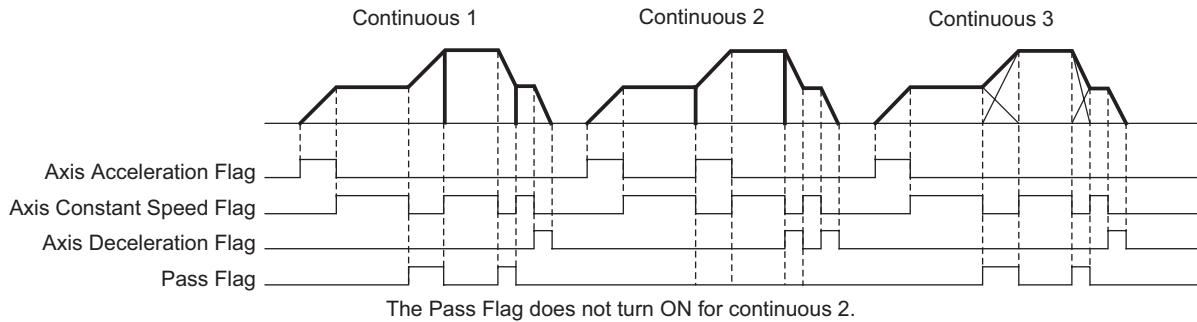 Continuous 1
Continuous 2
Continuous 3
Axis Acceleration Flag
Axis Constant Speed Flag
Axis Deceleration Flag
Pass Flag
The Pass Flag does not turn ON for continuous 2.